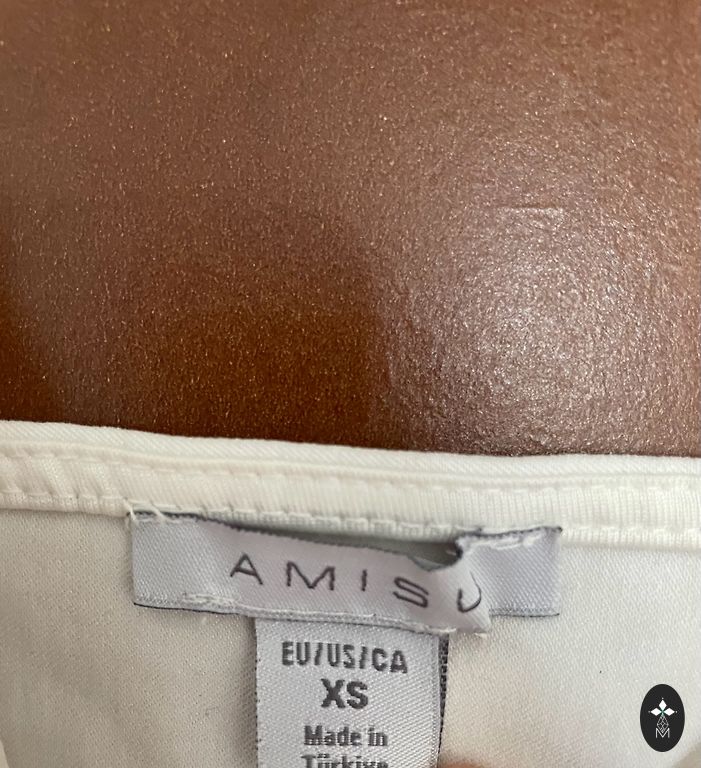 AMISU
EU/US/CA
XS
Made in
Türkiye
M